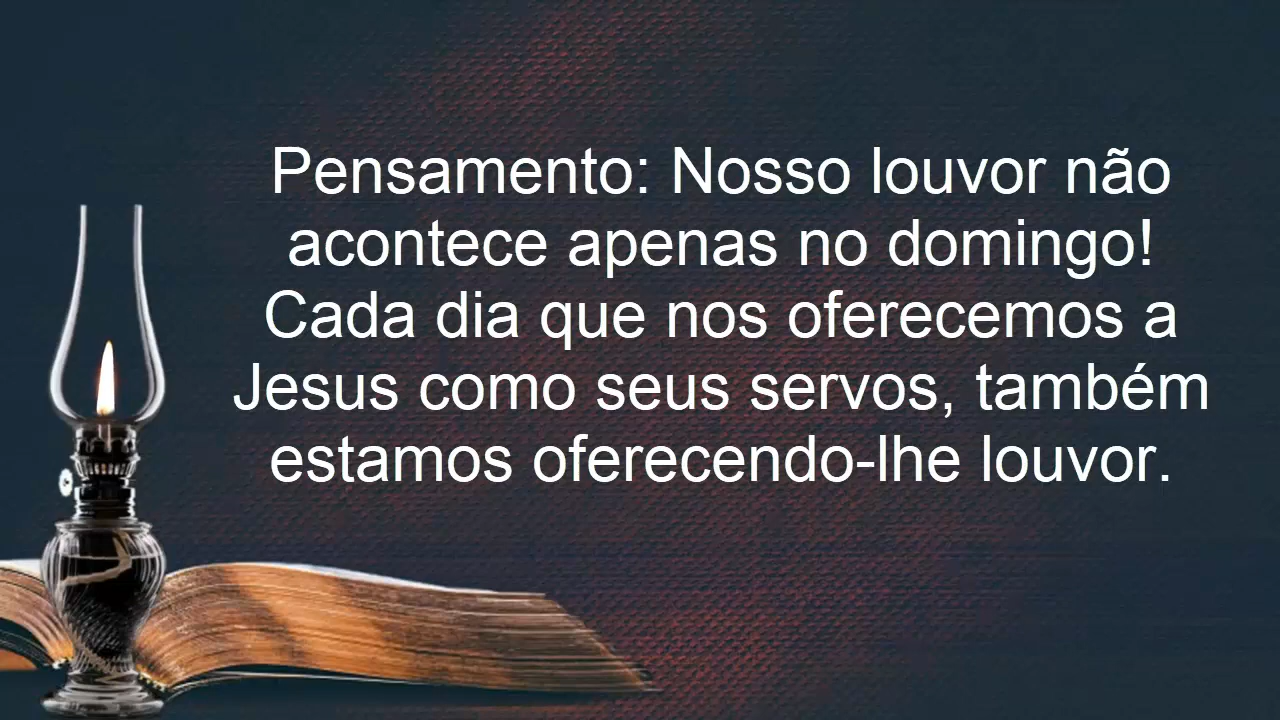 Pensamento: Nosso louvor não
acontece apenas no domingo!
Cada dia que nos oferecemos a
Jesus como seus servos, também
estamos oferecendo-lhe louvor.